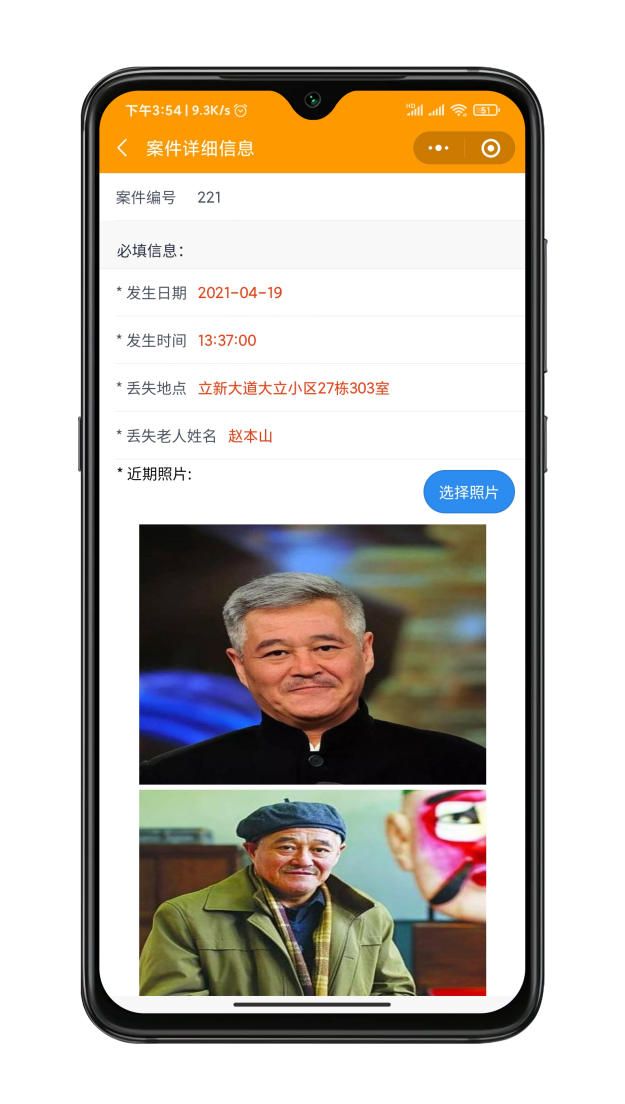 下午3:54 | 9.3K/s
HD 51
案件详细信息
案件编号 221
必填信息：
* 发生日期 2021-04-19
* 发生时间 13:37:00
* 丢失地点 立新大道大立小区27栋303室
* 丢失老人姓名 赵本山
* 近期照片:
选择照片